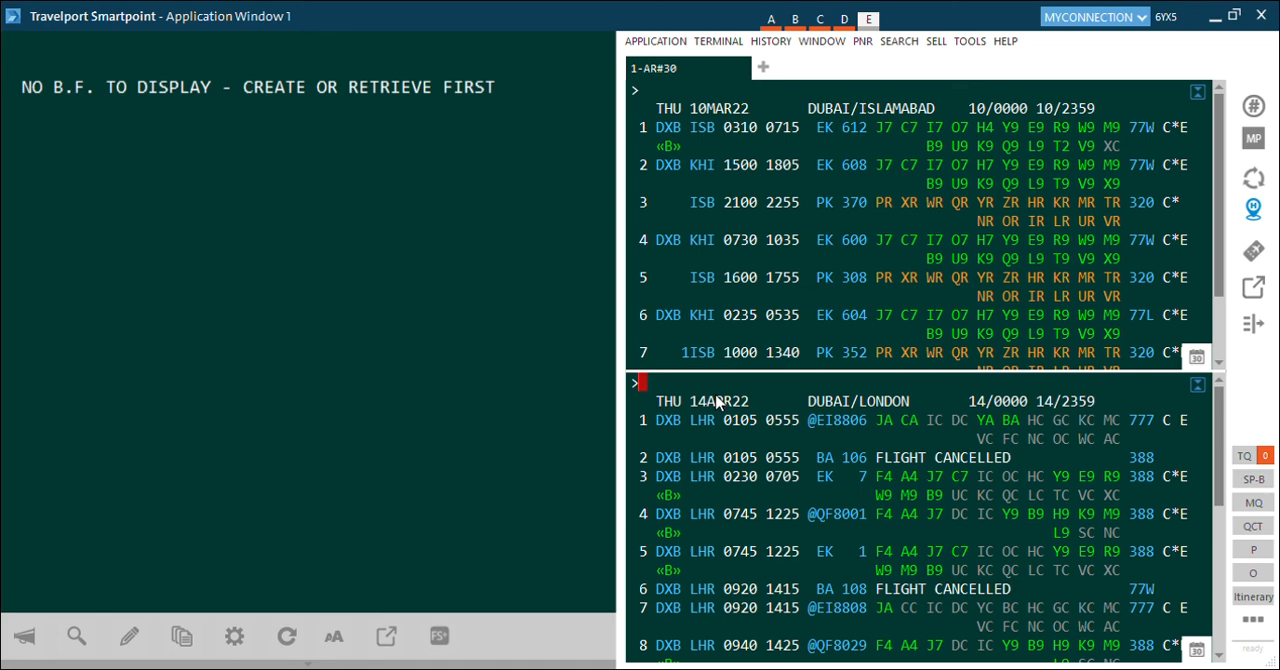 Travelport Smartpoint - Application Window 1
A B C D E
MYCONNECTION 6YX5
NO B.F. TO DISPLAY - CREATE OR RETRIEVE FIRST
APPLICATION TERMINAL HISTORY WINDOW PNR SEARCH SELL TOOLS HELP
1-AR#30
>
THU 10MAR22 DUBAI/ISLAMABAD 10/0000 10/2359
1 DXB ISB 0310 0715 EK 612 J7 C7 I7 O7 H4 Y9 E9 R9 W9 M9 77W C*E
«B» B9 U9 K9 Q9 L9 T2 V9 XC
2 DXB KHI 1500 1805 EK 608 J7 C7 I7 O7 H7 Y9 E9 R9 W9 M9 77W C*E
B9 U9 K9 Q9 L9 T9 V9 X9
3 ISB 2100 2255 PK 370 PR XR WR QR YR ZR HR KR MR TR 320 C*
NR OR IR LR UR VR
4 DXB KHI 0730 1035 EK 600 J7 C7 I7 O7 H7 Y9 E9 R9 W9 M9 77W C*E
B9 U9 K9 Q9 L9 T9 V9 X9
5 ISB 1600 1755 PK 308 PR XR WR QR YR ZR HR KR MR TR 320 C*E
NR OR IR LR UR VR
6 DXB KHI 0235 0535 EK 604 J7 C7 I7 O7 H7 Y9 E9 R9 W9 M9 77L C*E
B9 U9 K9 Q9 L9 T9 V9 X9
7 1ISB 1000 1340 PK 352 PR XR WR QR YR ZR HR KR MR TR 320 C*
30
>
THU 14APR22 DUBAI/LONDON 14/0000 14/2359
1 DXB LHR 0105 0555 @EI8806 JA CA IC DC YA BA HC GC KC MC 777 C E
VC FC NC OC WC AC
2 DXB LHR 0105 0555 BA 106 FLIGHT CANCELLED 388
3 DXB LHR 0230 0705 EK 7 F4 A4 J7 C7 IC OC HC Y9 E9 R9 388 C*E
«B» W9 M9 B9 UC KC QC LC TC VC XC
4 DXB LHR 0745 1225 @QF8001 F4 A4 J7 DC IC Y9 B9 H9 K9 M9 388 C*E
«B» L9 SC NC
5 DXB LHR 0745 1225 EK 1 F4 A4 J7 C7 IC OC HC Y9 E9 R9 388 C*E
«B» W9 M9 B9 UC KC QC LC TC VC XC
6 DXB LHR 0920 1415 BA 108 FLIGHT CANCELLED 77W
7 DXB LHR 0920 1415 @EI8808 JA CC IC DC YC BC HC GC KC MC 777 C E
VC FC NC OC WC AC
8 DXB LHR 0940 1425 @QF8029 F4 A4 J7 DC IC Y9 B9 H9 K9 M9 388 C*
30
#
MP
H
TQ 0
SP-B
MQ
QCT
P
O
Itinerary
ready
AA
FS+